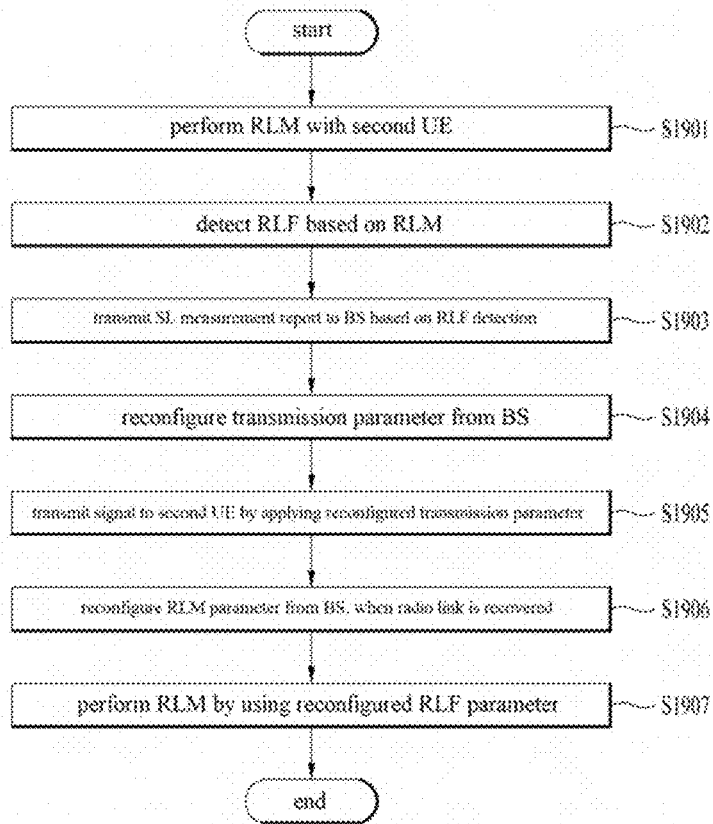 start
perform RLM with second UE
S1901
detect RLF based on RLM
S1902
transmit SL measurement report to BS based on RLF detection
S1903
reconfigure transmission parameter from BS
S1904
transmit signal to second UE by applying reconfigured transmission parameter
S1905
reconfigure RLM parameter from BS, when radio link is recovered
S1906
perform RLM by using reconfigured RLF parameter
S1907
end